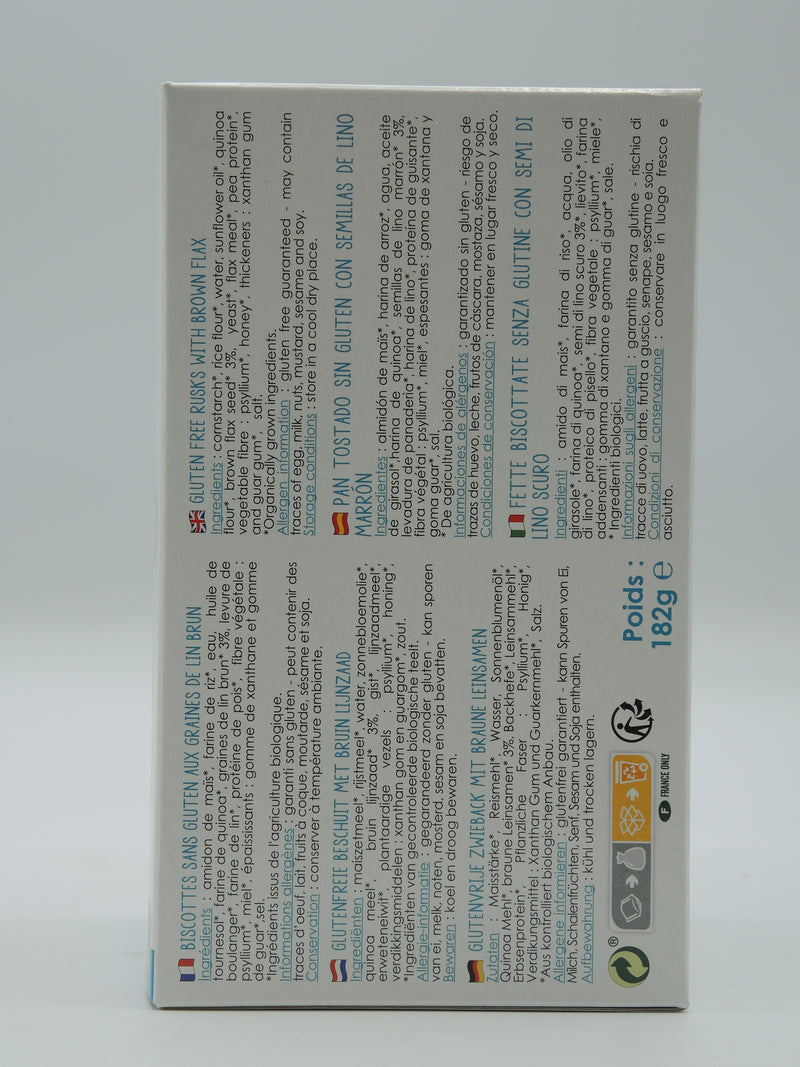 BISCOTTES SANS GLUTEN AUX GRAINES DE LIN BRUN
Ingrédients : amidon de maïs*, farine de riz*, eau, huile de
tournesol*, farine de quinoa*, graines de lin brun* 3%, levure de
boulanger*, farine de lin*, protéine de pois*, fibre végétale :
psyllium*, miel*, épaississants : gomme de xanthane et gomme
de guar*,sel.
*Ingrédients issus de l'agriculture biologique.
Informations allergènes : garanti sans gluten - peut contenir des
traces d'oeuf, lait, fruits à coque, moutarde, sésame et soja.
Conservation : conserver à température ambiante.
GLUTENFREIE BESCHUIT MET BRUIN LIJNZAAD
Ingrediënten : maiszetmeel*, rijstmeel*, water, zonnebloemolie*,
quinoa meel*, bruin lijnzaad* 3%, gist*, lijnzaadmeel*,
erweteneiwit*, plantaardige vezels : psyllium*, honing*,
verdikkingsmiddelen : xanthan gom en guargom*, zout.
*Ingrediënten van gecontroleerde biologische teelt.
Allergie-informatie : gegarandeerd zonder gluten - kan sporen
van ei, melk, noten, mosterd, sesam en soja bevatten.
Bewaren : koel en droog bewaren.
GLUTENVRIJE ZWIEBACK MIT BRAUNE LEINSAMEN
Zutaten : Maisstärke*, Reismehl*, Wasser, Sonnenblumenöl*,
Quinoa Mehl*, braune Leinsamen* 3%, Backhefe*, Leinsammehl*,
Erbsenprotein*, Pflanzliche Faser : Psyllium*, Honig*,
Verdikungsmittel : Xanthan Gum und Guarkernmehl*, Salz.
*Aus Kontrolliert biologischem Anbau.
Allergene informieren : glutenfrei garantiert - kann Spuren von Ei,
Milch, Schalenfrüchten, Senf, Sesam und Soja enthalten.
Aufbewahrung : kühl und trocken lagern.
®
F FRANCE ONLY
Poids :
182g e
GLUTEN FREE RUSKS WITH BROWN FLAX
Ingredients : cornstarch*, rice flour*, water, sunflower oil*, quinoa
flour*, brown flax seed* 3%, yeast*, flax meal*, pea protein*,
vegetable fibre : psyllium*, honey*, thickeners : xanthan gum
and guar gum*, salt.
*Organically grown ingredients.
Allergen information : gluten free guaranteed - may contain
traces of egg, milk, nuts, mustard, sesame and soy.
Storage conditions : store in a cool dry place.
PAN TOSTADO SIN GLUTEN CON SEMILLAS DE LINO
MARRÓN
Ingredientes : almidón de maïs*, harina de arroz*, agua, aceite
de girasol*,harina de quinoa*, semillas de lino marrón* 3%,
levadura de panaderia*, harina de lino*, proteina de guisante*,
fibra végétal : psyllium*, miel*, espesantes : goma de xantana y
goma guar*, sal.
* De agricultura biológica.
Informaciones de alérgenos : garantizado sin gluten - riesgo de
trazas de huevo, leche, frutos de càscara, mostaza, sésamo y soja.
Condiciones de conservación : mantener en lugar fresco y seco.
FETTE BISCOTTATE SENZA GLUTINE CON SEMI DI
LINO SCURO
Ingredienti : amido di mais*, farina di riso*, acqua, olio di
girasole*, farina di quinoa*, semi di lino scuro 3%*, lievito*, farina
di lino*, proteico di pisello*, fibra vegetale : psyllium*, miele*,
addensanti : gomma di xantano e gomma di guar*, sale.
* Ingredienti biologici.
Informazioni sugli allergeni : garantito senza glutine - rischia di
tracce di uovo, latte, frutta a guscio, senape, sesamo e soia.
Condizioni di conservazione : conservare in luogo fresco e
asciutto.